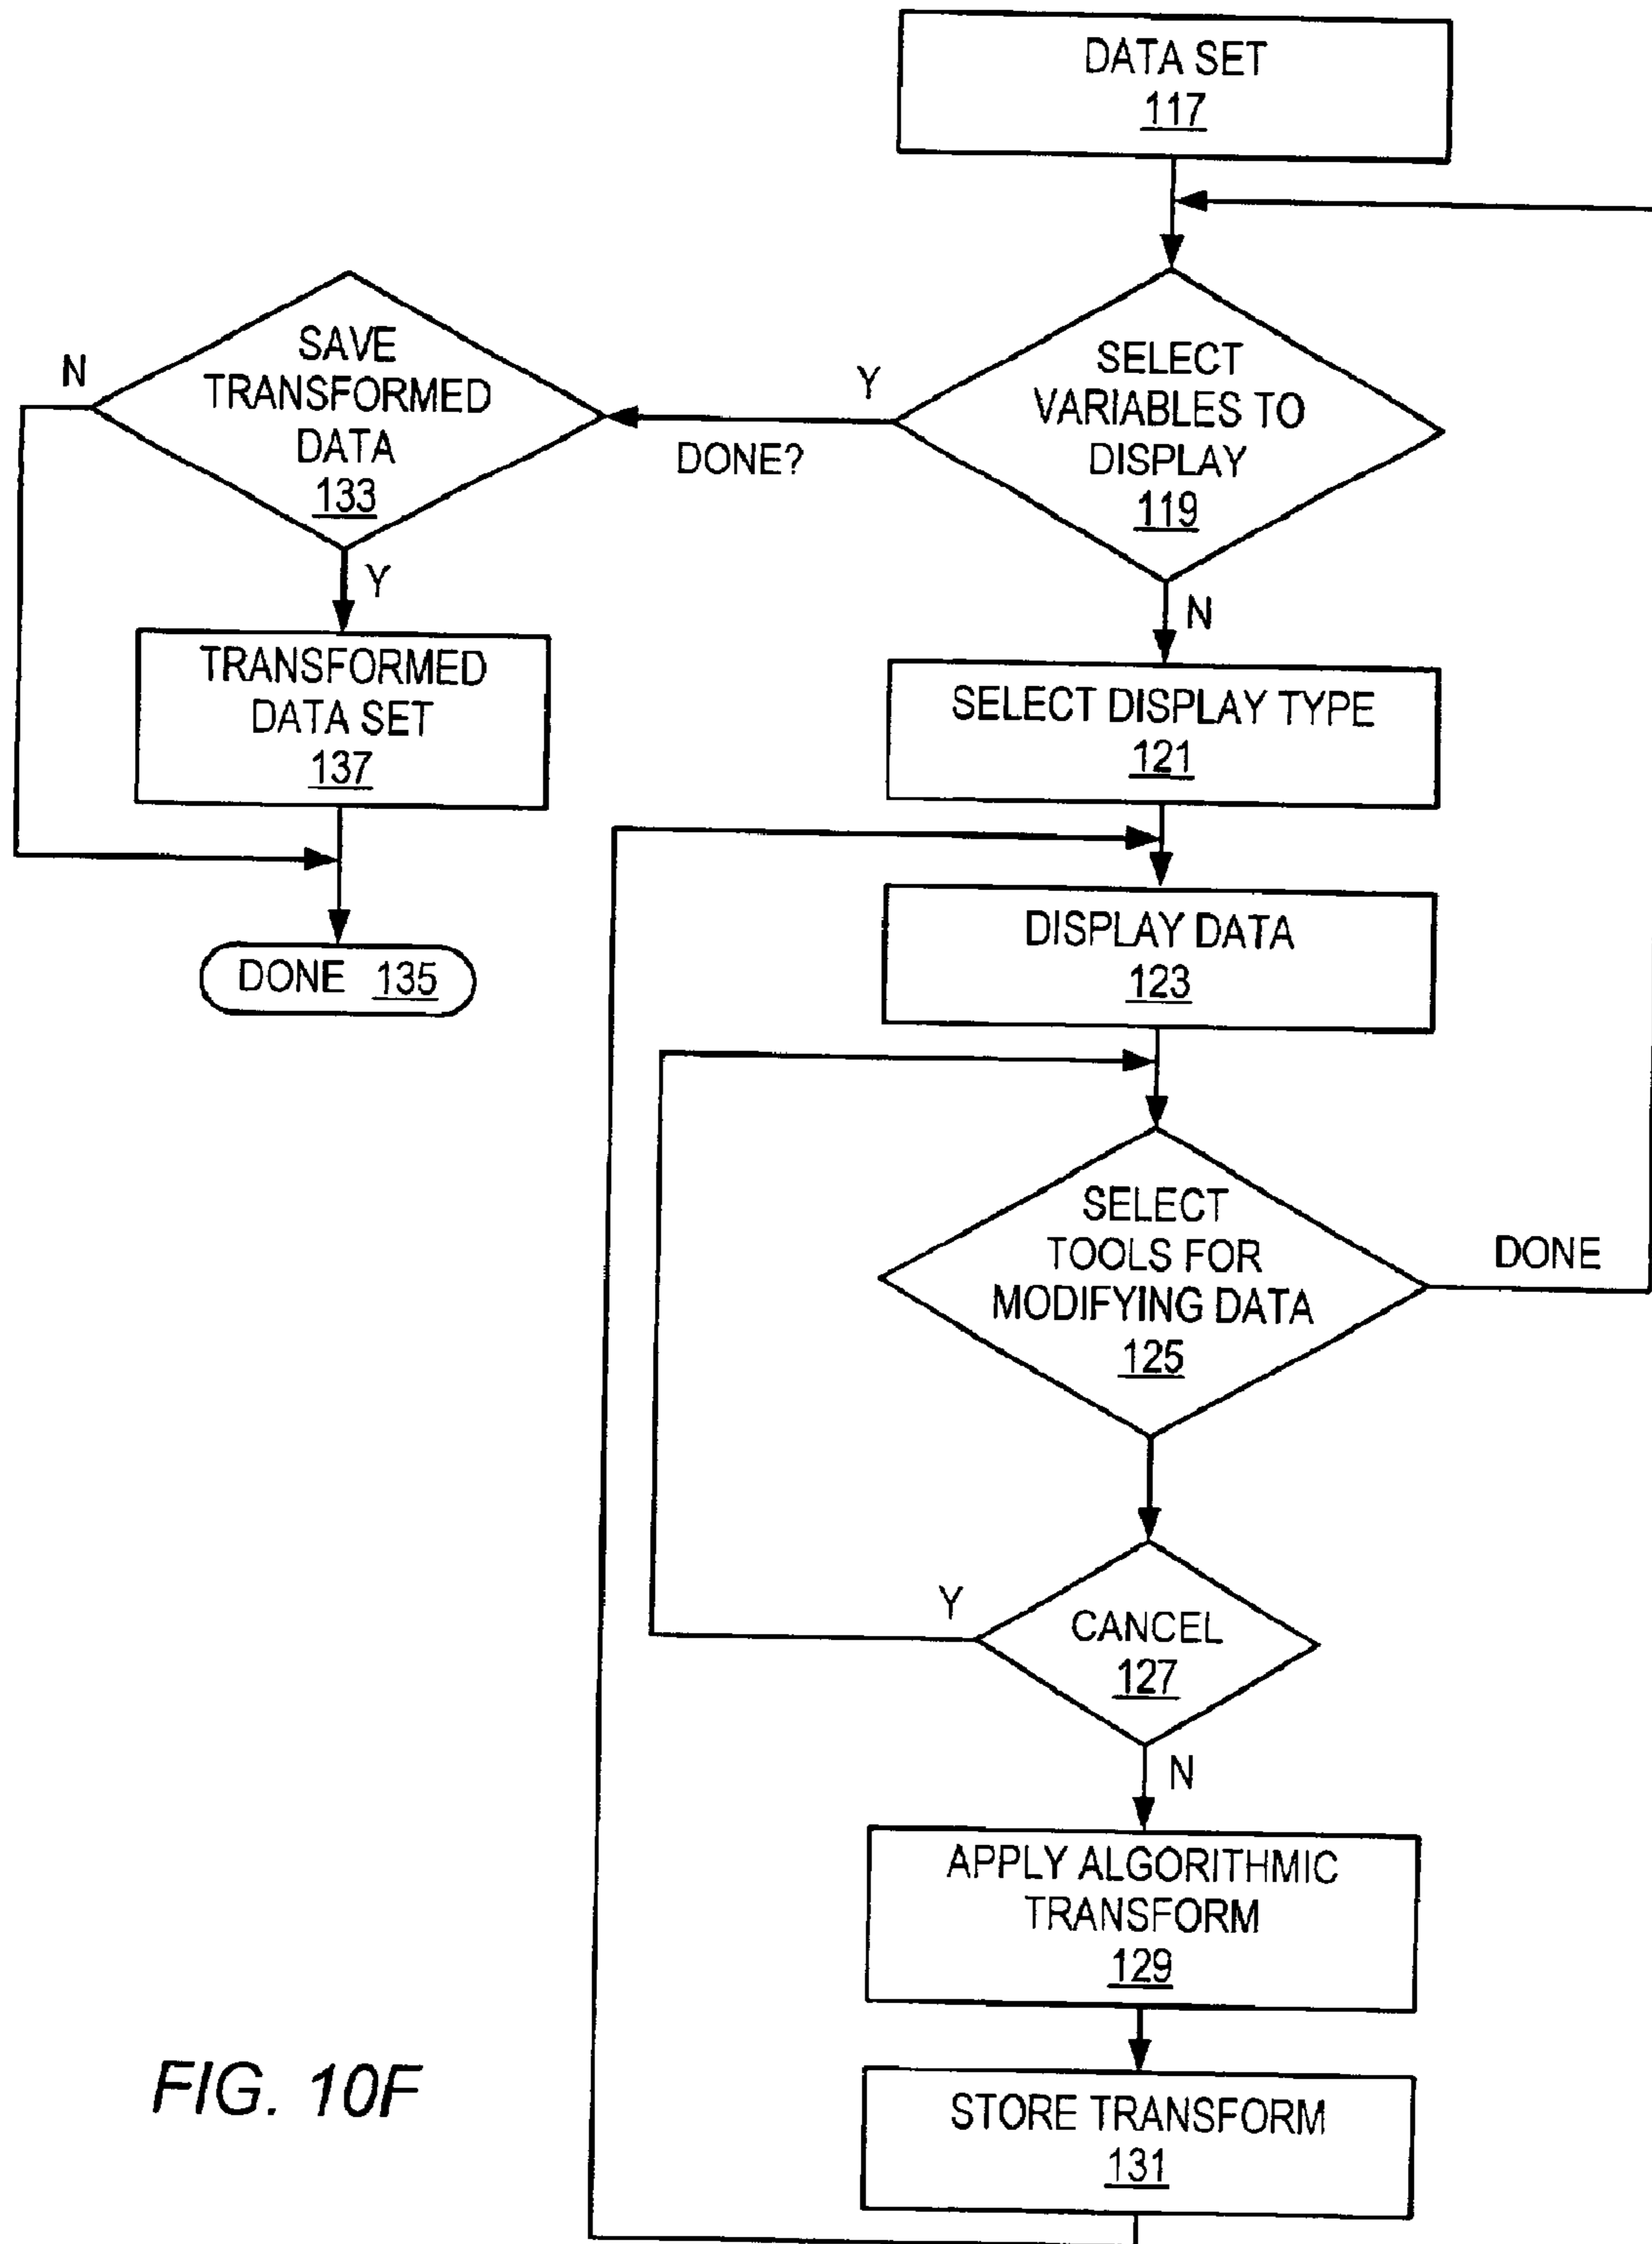 DATA SET
117
SELECT
VARIABLES TO
DISPLAY
119
Y
DONE?
N
SAVE
TRANSFORMED
DATA
133
N
Y
TRANSFORMED
DATA SET
137
DONE 135
SELECT DISPLAY TYPE
121
DISPLAY DATA
123
SELECT
TOOLS FOR
MODIFYING DATA
125
DONE
CANCEL
127
Y
N
APPLY ALGORITHMIC
TRANSFORM
129
STORE TRANSFORM
131
FIG. 10F